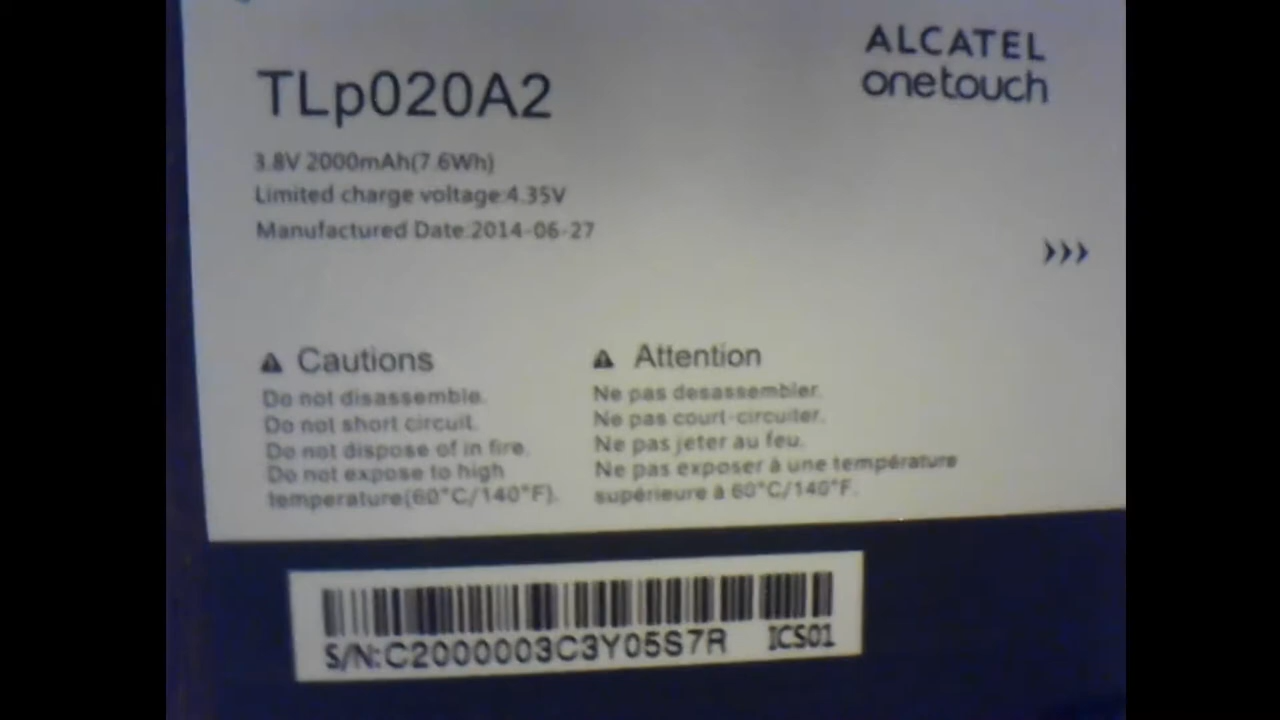 ALCATEL
onetouch
TLp020A2
3.8V 2000mAh(7.6Wh)
Limited charge voltage:4.35V
Manufactured Date:2014-06-27
Cautions
Do not disassemble.
Do not short circuit.
Do not dispose of in fire.
Do not expose to high
temperature(60°C/140°F).
Attention
Ne pas desassembler.
Ne pas court-circuiter.
Ne pas jeter au feu.
Ne pas exposer à une température
supérieure à 60°C/140°F.
S/N:C2000003C3Y05S7R ICS01